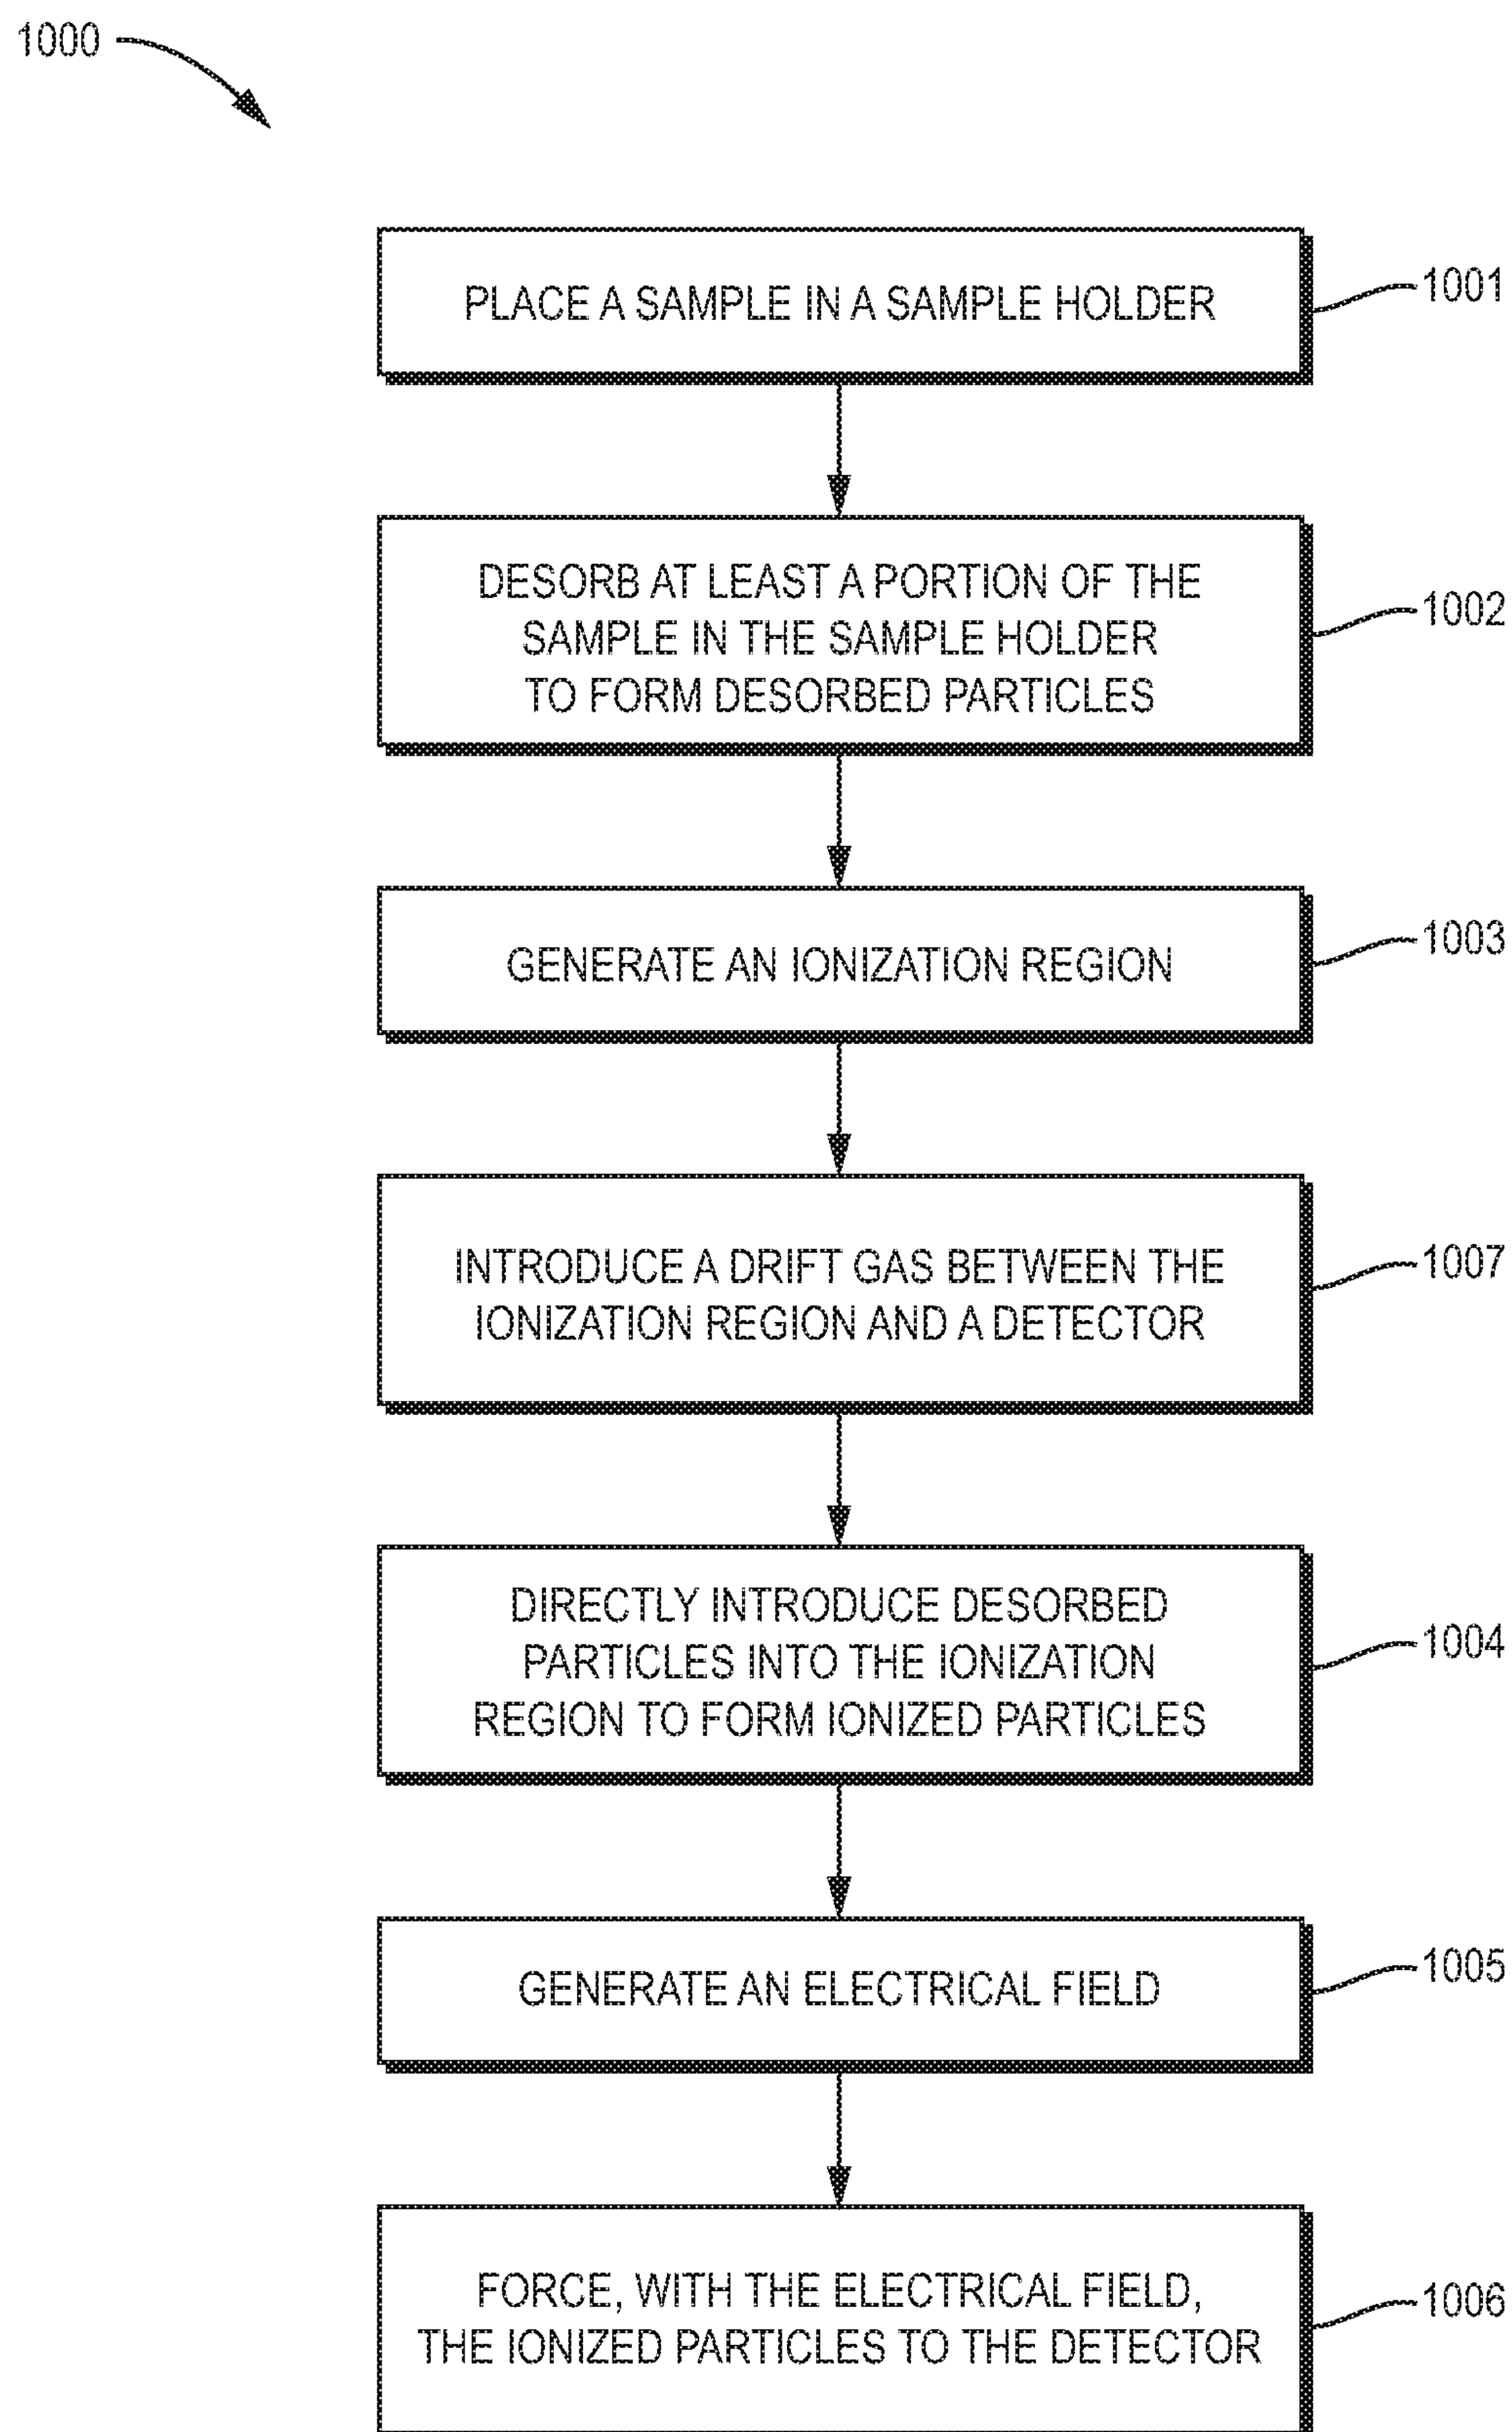 1000
PLACE A SAMPLE IN A SAMPLE HOLDER
1001
DESORB AT LEAST A PORTION OF THE
SAMPLE IN THE SAMPLE HOLDER
TO FORM DESORBED PARTICLES
1002
GENERATE AN IONIZATION REGION
1003
INTRODUCE A DRIFT GAS BETWEEN THE
IONIZATION REGION AND A DETECTOR
1007
DIRECTLY INTRODUCE DESORBED
PARTICLES INTO THE IONIZATION
REGION TO FORM IONIZED PARTICLES
1004
GENERATE AN ELECTRICAL FIELD
1005
FORCE, WITH THE ELECTRICAL FIELD,
THE IONIZED PARTICLES TO THE DETECTOR
1006